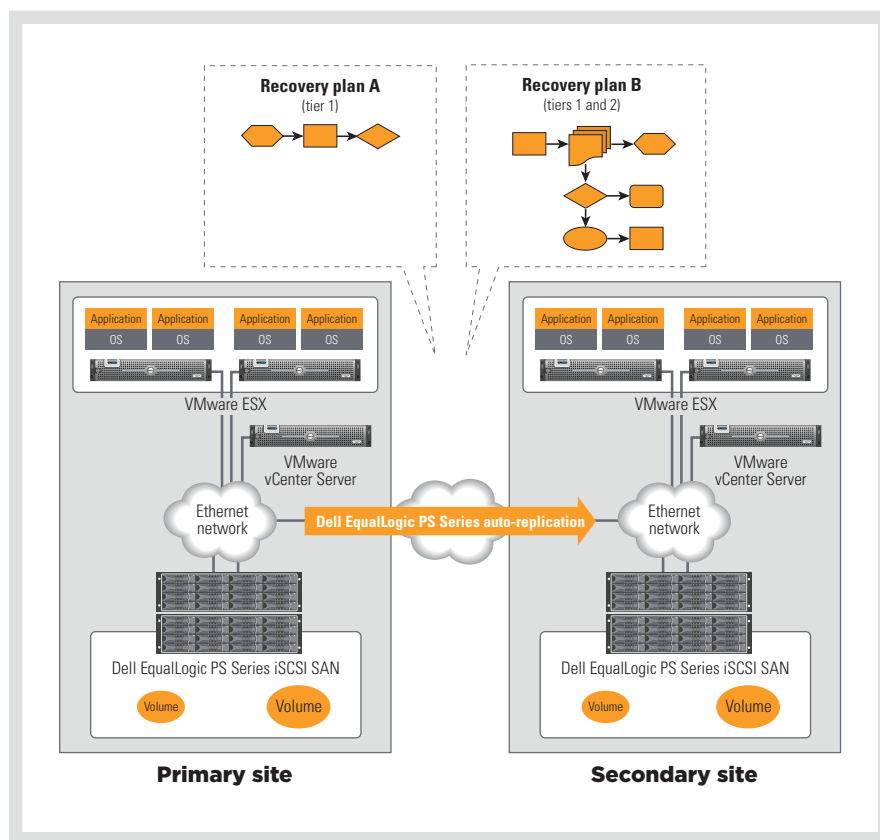 Recovery plan A
(tier 1)
Recovery plan B
(tiers 1 and 2)
Application
Application
Application
Application
OS
OS
OS
OS
VMware ESX
VMware
vCenter Server
Ethernet
network
Dell EqualLogic PS Series auto-replication
Dell EqualLogic PS Series iSCSI SAN
Volume
Volume
Primary site
Application
Application
Application
Application
OS
OS
OS
OS
VMware ESX
VMware
vCenter Server
Ethernet
network
Dell EqualLogic PS Series iSCSI SAN
Volume
Volume
Secondary site